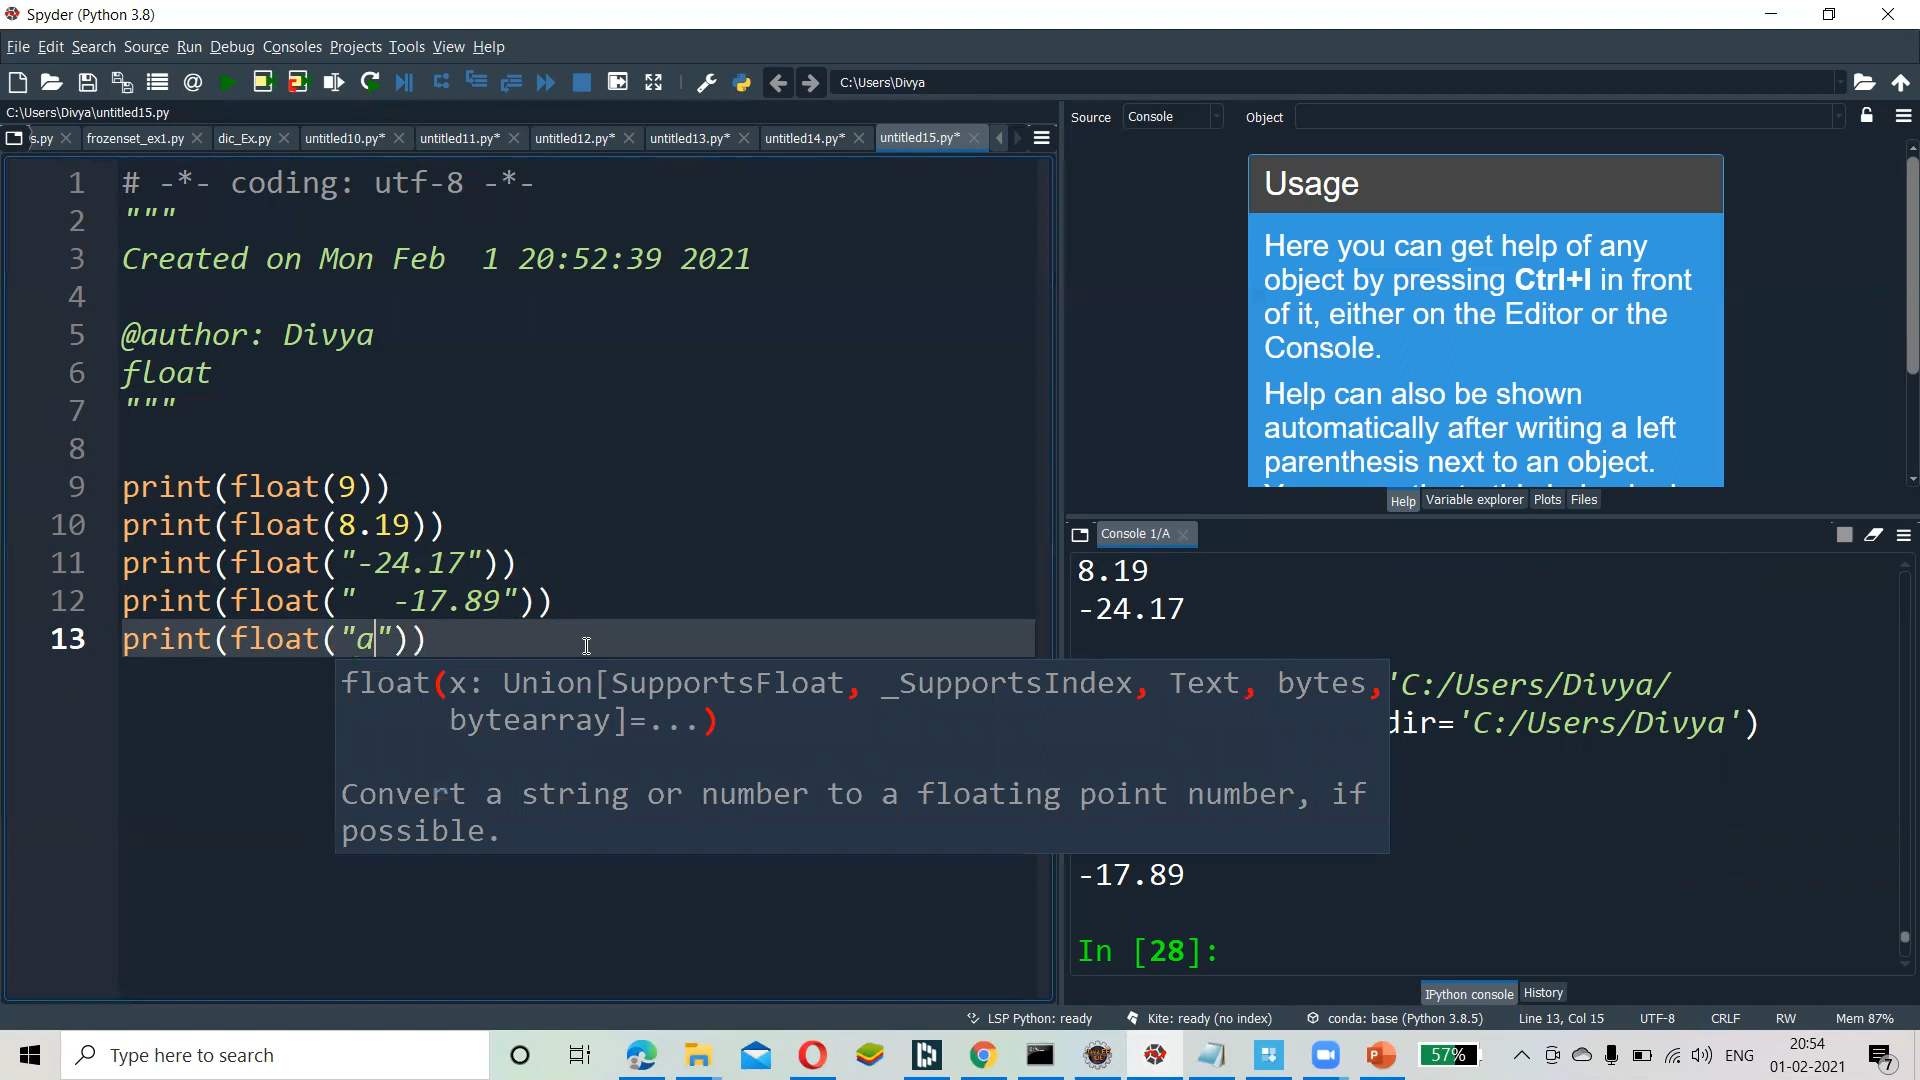 Spyder (Python 3.8)
File Edit Search Source Run Debug Consoles Projects Tools View Help
C:\Users\Divya
C:\Users\Divya\untitled15.py
s.py frozenset_ex1.py dic_Ex.py untitled10.py* untitled11.py* untitled12.py* untitled13.py* untitled14.py* untitled15.py*
1 # -*- coding: utf-8 -*-
2 """
3 Created on Mon Feb  1 20:52:39 2021
4
5 @author: Divya
6 float
7 """
8
9 print(float(9))
10 print(float(8.19))
11 print(float("-24.17"))
12 print(float("  -17.89"))
13 print(float("a"))
float(x: Union[SupportsFloat, _SupportsIndex, Text, bytes,
bytearray]=...)
Convert a string or number to a floating point number, if
possible.
Source Console Object
Usage
Here you can get help of any
object by pressing Ctrl+I in front
of it, either on the Editor or the
Console.
Help can also be shown
automatically after writing a left
parenthesis next to an object.
Help Variable explorer Plots Files
Console 1/A
8.19
-24.17
'C:/Users/Divya/
dir='C:/Users/Divya')
-17.89
In [28]:
IPython console History
LSP Python: ready Kite: ready (no index) conda: base (Python 3.8.5) Line 13, Col 15 UTF-8 CRLF RW Mem 87%
Type here to search
57%
ENG
20:54
01-02-2021
7